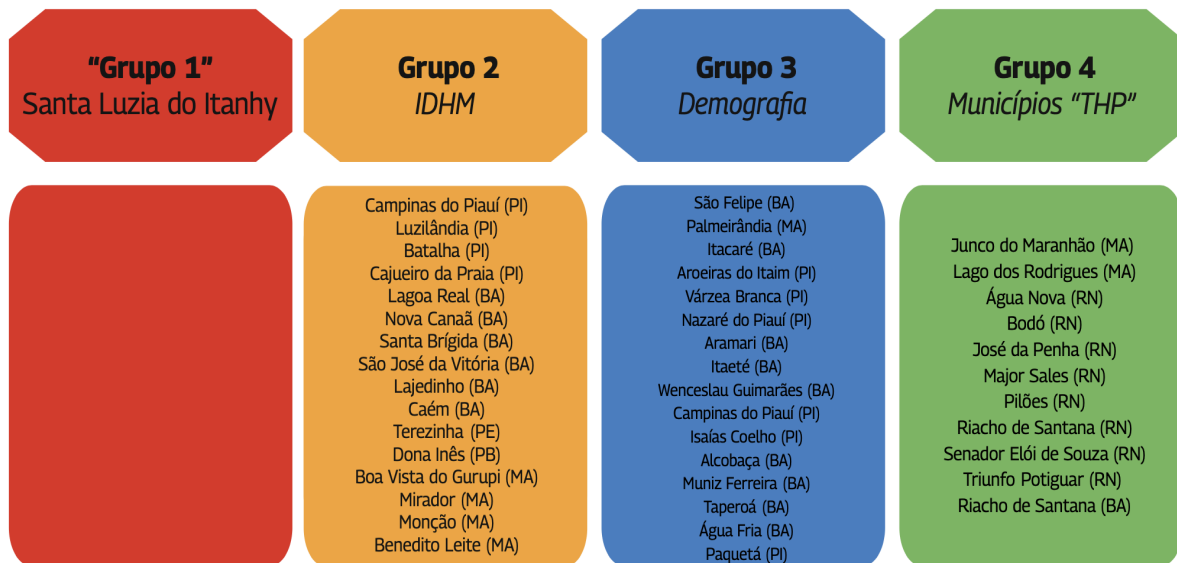 “Grupo 1”
Santa Luzia do Itanhy
Grupo 2
IDHM
Campinas do Piauí (PI)
Luzilândia (PI)
Batalha (PI)
Cajueiro da Praia (PI)
Lagoa Real (BA)
Nova Canaã (BA)
Santa Brígida (BA)
São José da Vitória (BA)
Lajedinho (BA)
Caém (BA)
Terezinha (PE)
Dona Inês (PB)
Boa Vista do Gurupi (MA)
Mirador (MA)
Monção (MA)
Benedito Leite (MA)
Grupo 3
Demografia
São Felipe (BA)
Palmeirândia (MA)
Itacaré (BA)
Aroeiras do Itaim (PI)
Várzea Branca (PI)
Nazaré do Piauí (PI)
Aramari (BA)
Itaeté (BA)
Wenceslau Guimarães (BA)
Campinas do Piauí (PI)
Isaías Coelho (PI)
Alcobaça (BA)
Muniz Ferreira (BA)
Taperoá (BA)
Água Fria (BA)
Paquetá (PI)
Grupo 4
Municípios “THP”
Junco do Maranhão (MA)
Lago dos Rodrigues (MA)
Água Nova (RN)
Bodó (RN)
José da Penha (RN)
Major Sales (RN)
Pilões (RN)
Riacho de Santana (RN)
Senador Elói de Souza (RN)
Triunfo Potiguar (RN)
Riacho de Santana (BA)